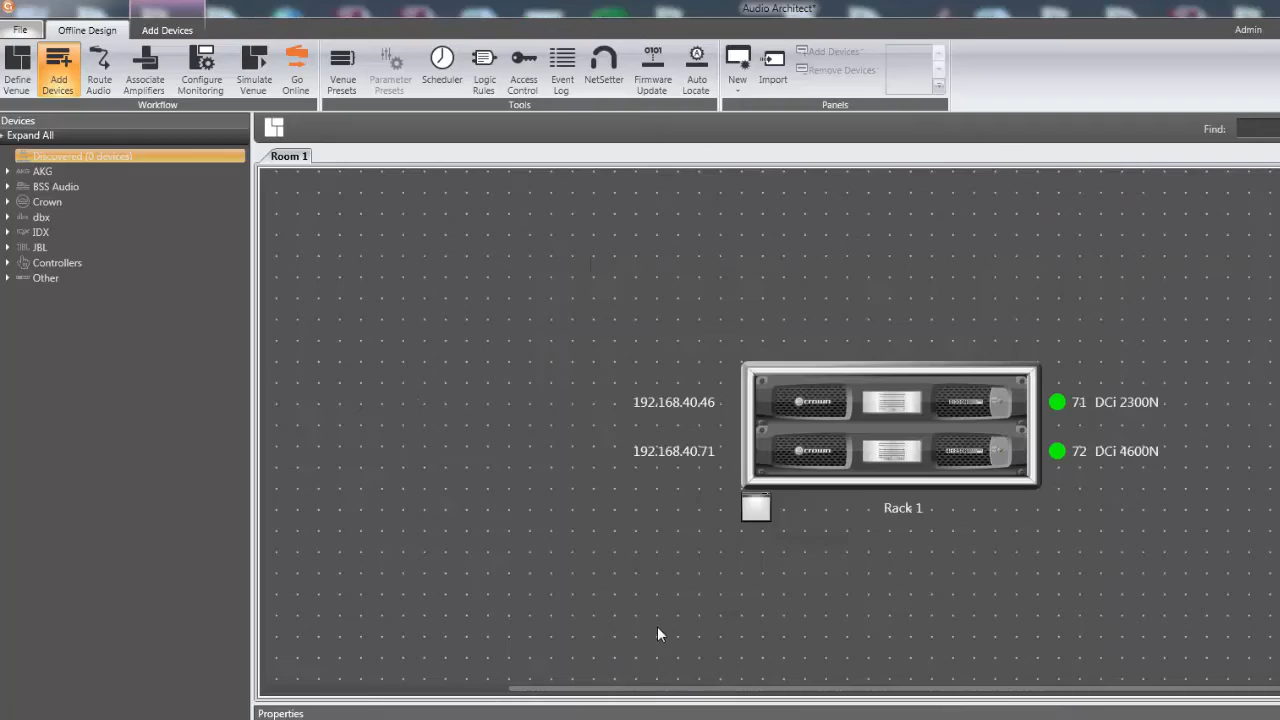 Audio Architect*
File
Offline Design
Add Devices
Admin
Define Venue
Add Devices
Route Audio
Associate Amplifiers
Configure Monitoring
Simulate Venue
Go Online
Venue Presets
Parameter Presets
Scheduler
Logic Rules
Access Control
Event Log
NetSetter
0101
Firmware Update
Auto Locate
New
Import
Add Devices
Remove Devices
Workflow
Tools
Panels
Devices
Expand All
Find:
Room 1
Discovered (0 devices)
AKG
BSS Audio
Crown
dbx
IDX
JBL
Controllers
Other
192.168.40.46
crown
71 DCi 2300N
192.168.40.71
crown
72 DCi 4600N
Rack 1
Properties